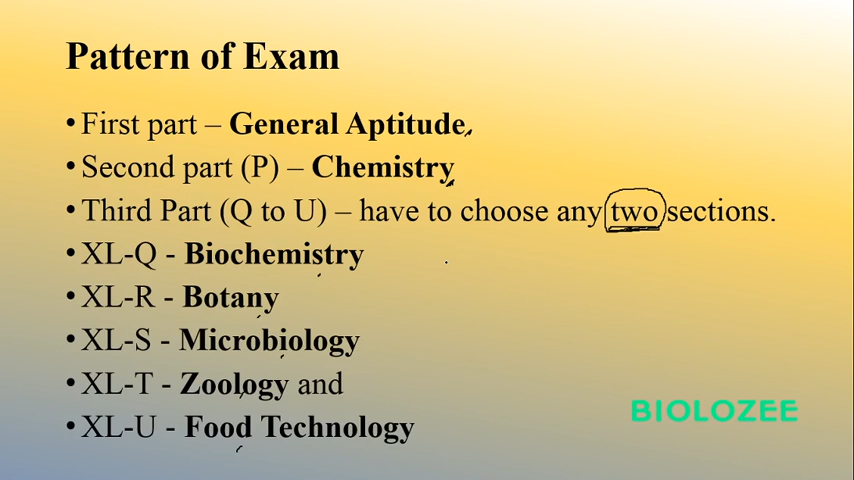 Pattern of Exam
• First part – General Aptitude
• Second part (P) – Chemistry
• Third Part (Q to U) – have to choose any two sections.
• XL-Q - Biochemistry
• XL-R - Botany
• XL-S - Microbiology
• XL-T - Zoology and
• XL-U - Food Technology
BIOLOZEE